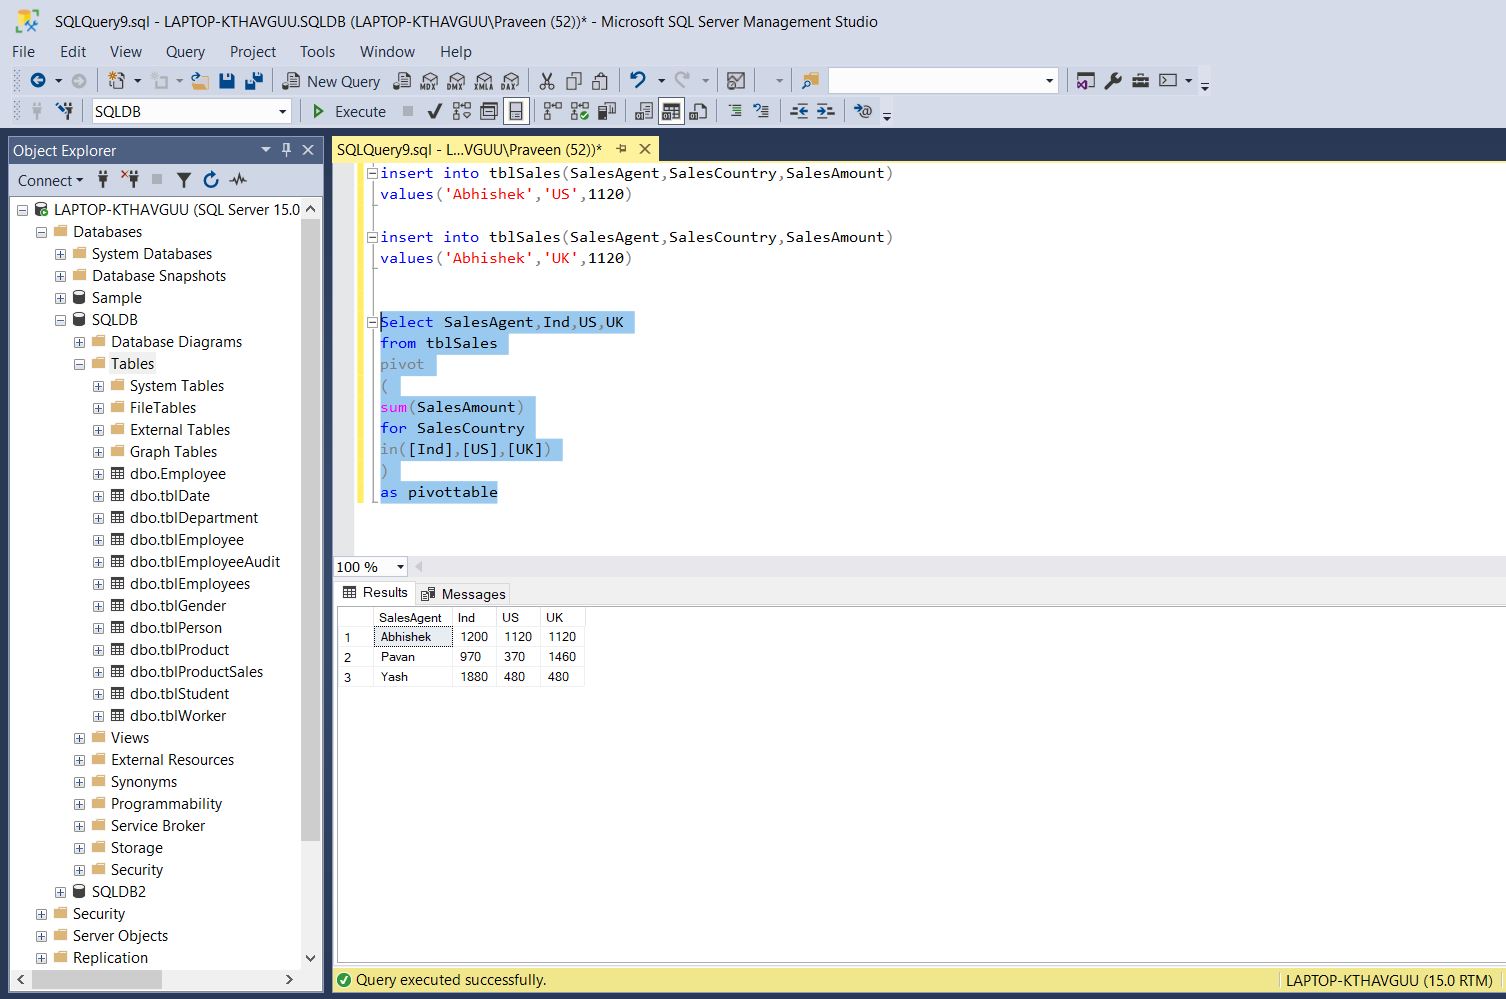 SQLQuery9.sql - LAPTOP-KTHAVGUU.SQLDB (LAPTOP-KTHAVGUU\Praveen (52))* - Microsoft SQL Server Management Studio
File Edit View Query Project Tools Window Help
New Query MDX DMX XMLA DAX
SQLDB Execute
Object Explorer
Connect
LAPTOP-KTHAVGUU (SQL Server 15.0
Databases
System Databases
Database Snapshots
Sample
SQLDB
Database Diagrams
Tables
System Tables
FileTables
External Tables
Graph Tables
dbo.Employee
dbo.tblDate
dbo.tblDepartment
dbo.tblEmployee
dbo.tblEmployeeAudit
dbo.tblEmployees
dbo.tblGender
dbo.tblPerson
dbo.tblProduct
dbo.tblProductSales
dbo.tblStudent
dbo.tblWorker
Views
External Resources
Synonyms
Programmability
Service Broker
Storage
Security
SQLDB2
Security
Server Objects
Replication
SQLQuery9.sql - L...VGUU\Praveen (52))*
insert into tblSales(SalesAgent,SalesCountry,SalesAmount)
values('Abhishek','US',1120)
insert into tblSales(SalesAgent,SalesCountry,SalesAmount)
values('Abhishek','UK',1120)
Select SalesAgent,Ind,US,UK
from tblSales
pivot
(
sum(SalesAmount)
for SalesCountry
in([Ind],[US],[UK])
)
as pivottable
100 %
Results Messages
SalesAgent Ind US UK
1 Abhishek 1200 1120 1120
2 Pavan 970 370 1460
3 Yash 1880 480 480
Query executed successfully. LAPTOP-KTHAVGUU (15.0 RTM)